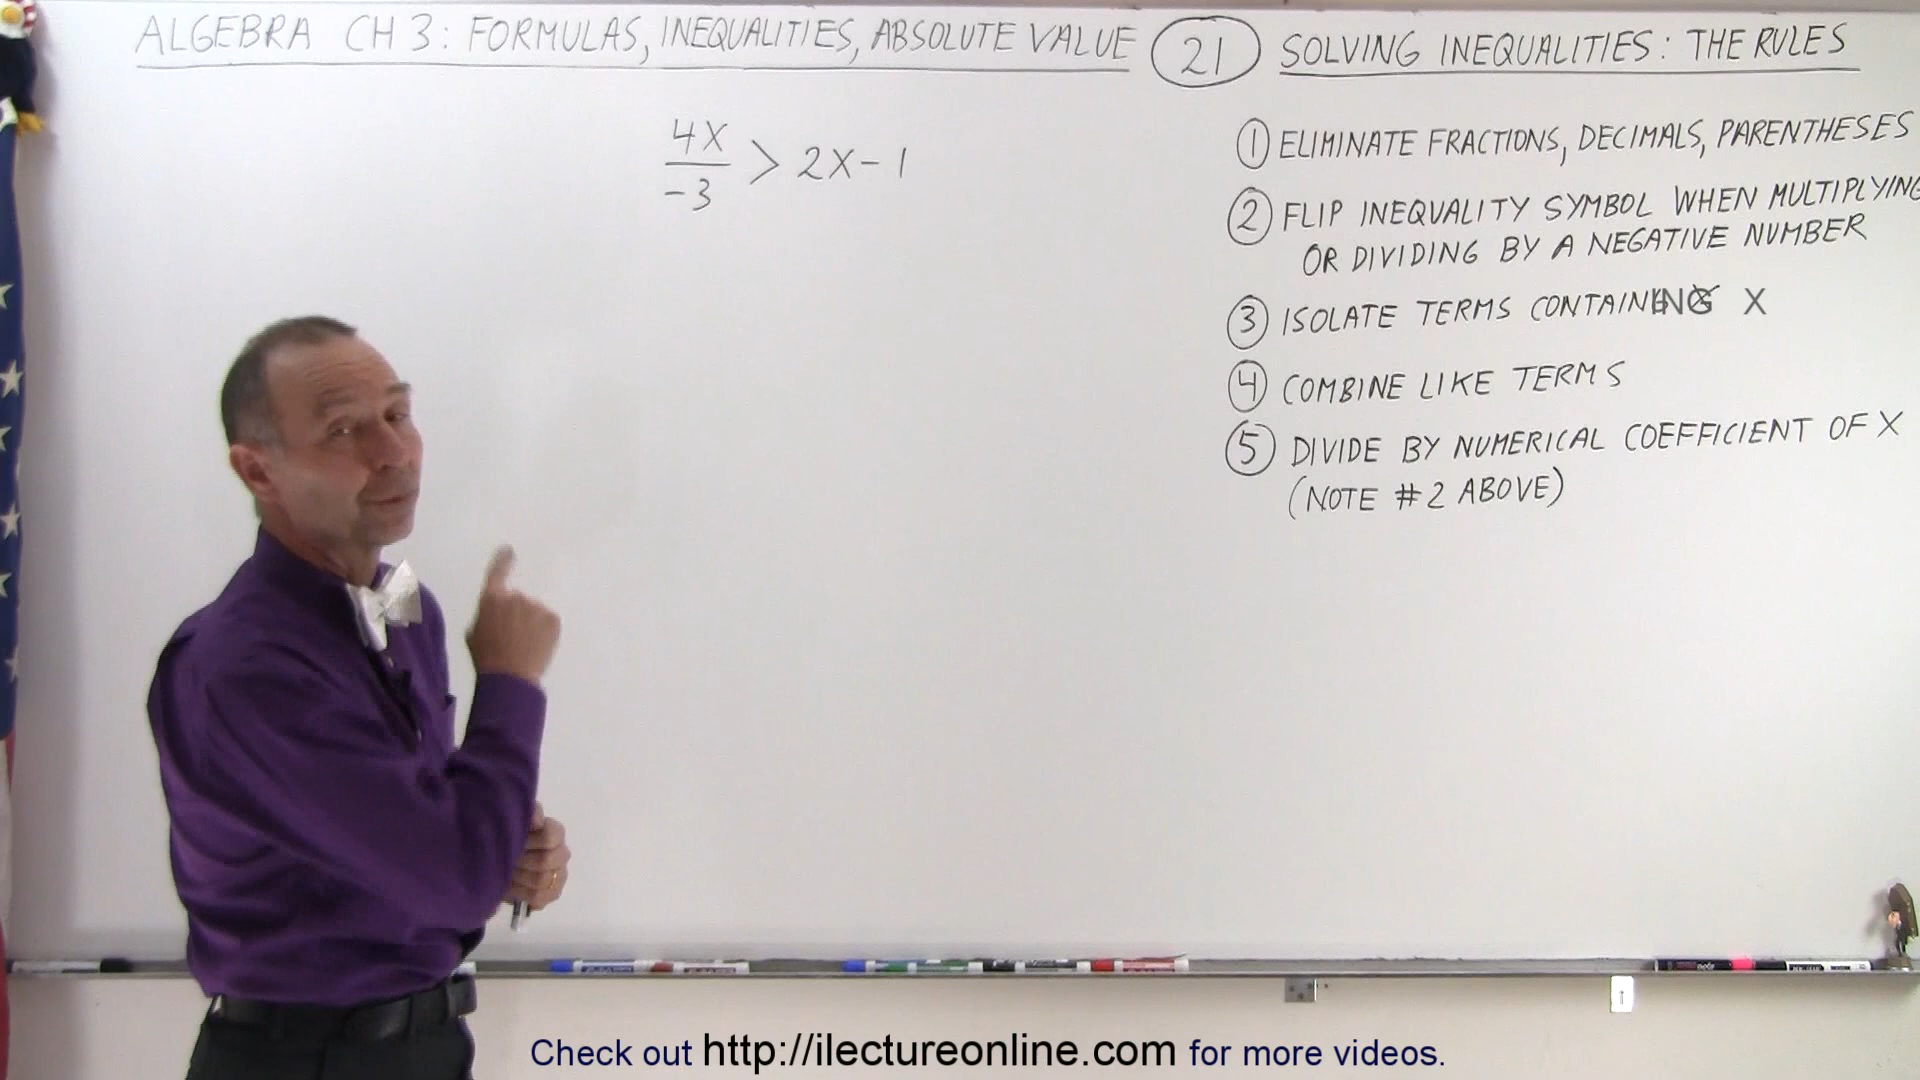 ALGEBRA CH 3: FORMULAS, INEQUALITIES, ABSOLUTE VALUE 21 SOLVING INEQUALITIES: THE RULES
4X
-3
> 2X - 1
1 ELIMINATE FRACTIONS, DECIMALS, PARENTHESES
2 FLIP INEQUALITY SYMBOL WHEN MULTIPLYING
OR DIVIDING BY A NEGATIVE NUMBER
3 ISOLATE TERMS CONTAINING X
4 COMBINE LIKE TERMS
5 DIVIDE BY NUMERICAL COEFFICIENT OF X
(NOTE #2 ABOVE)
Check out http://ilectureonline.com for more videos.